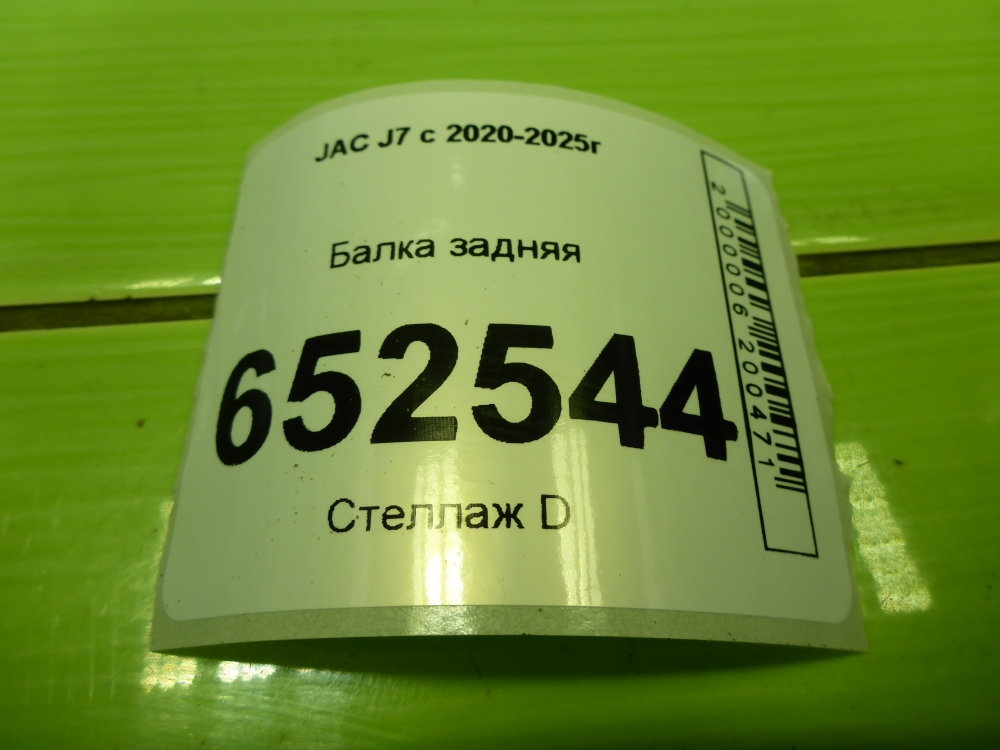 JAC J7 с 2020-2025г
Балка задняя
652544
Стеллаж D
2000006200471